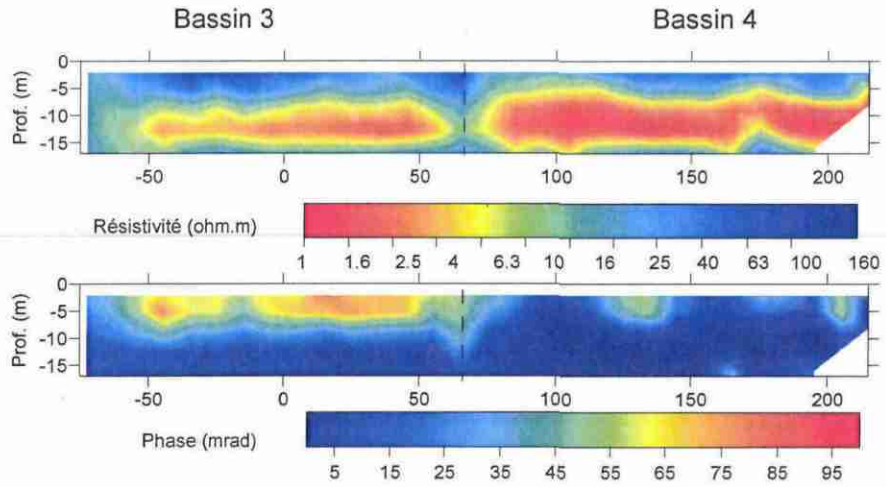 Bassin 3 Bassin 4
0
-5
-10
-15
Prof. (m)
-50 0 50 100 150 200
Résistivité (ohm.m)
1 1.6 2.5 4 6.3 10 16 25 40 63 100 160
0
-5
-10
-15
Prof. (m)
-50 0 50 100 150 200
Phase (mrad)
5 15 25 35 45 55 65 75 85 95